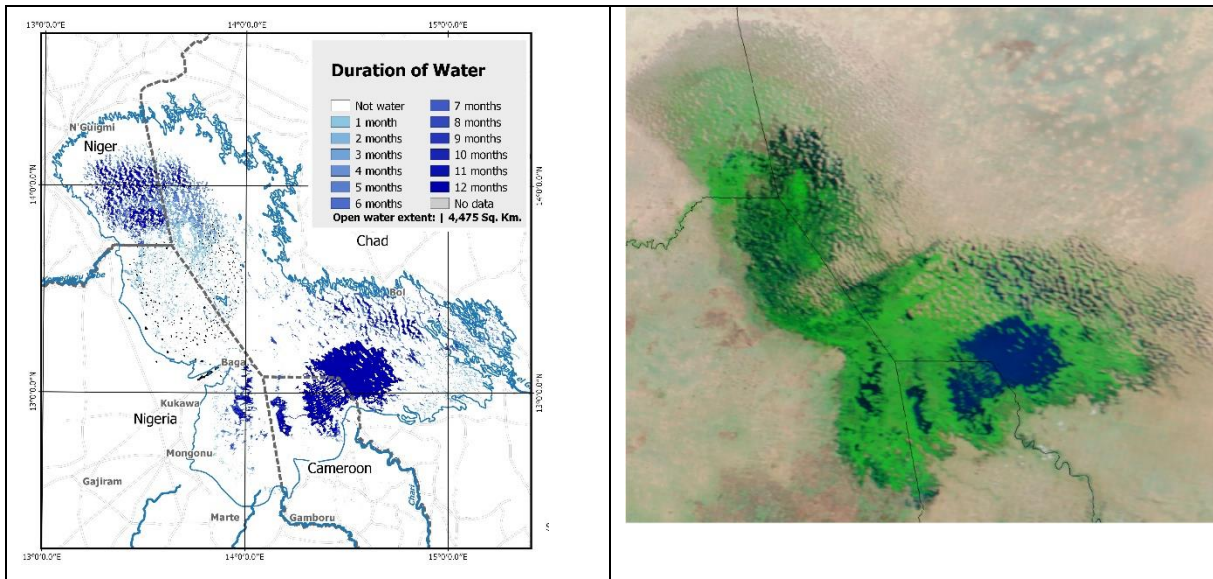 13°0'0.0"E 14°0'0.0"E 15°0'0.0"E
Duration of Water
Not water
1 month
2 months
3 months
4 months
5 months
6 months
7 months
8 months
9 months
10 months
11 months
12 months
No data
Open water extent: | 4,475 Sq. Km.
N'Guigmi
Niger
14°0'0.0"N
14°0'0.0"N
Chad
Bol
Baga
13°0'0.0"N
13°0'0.0"N
Kukawa
Nigeria
Mongonu
Cameroon
Gajiram
Chari
Marte
Gamboru
13°0'0.0"E 14°0'0.0"E 15°0'0.0"E